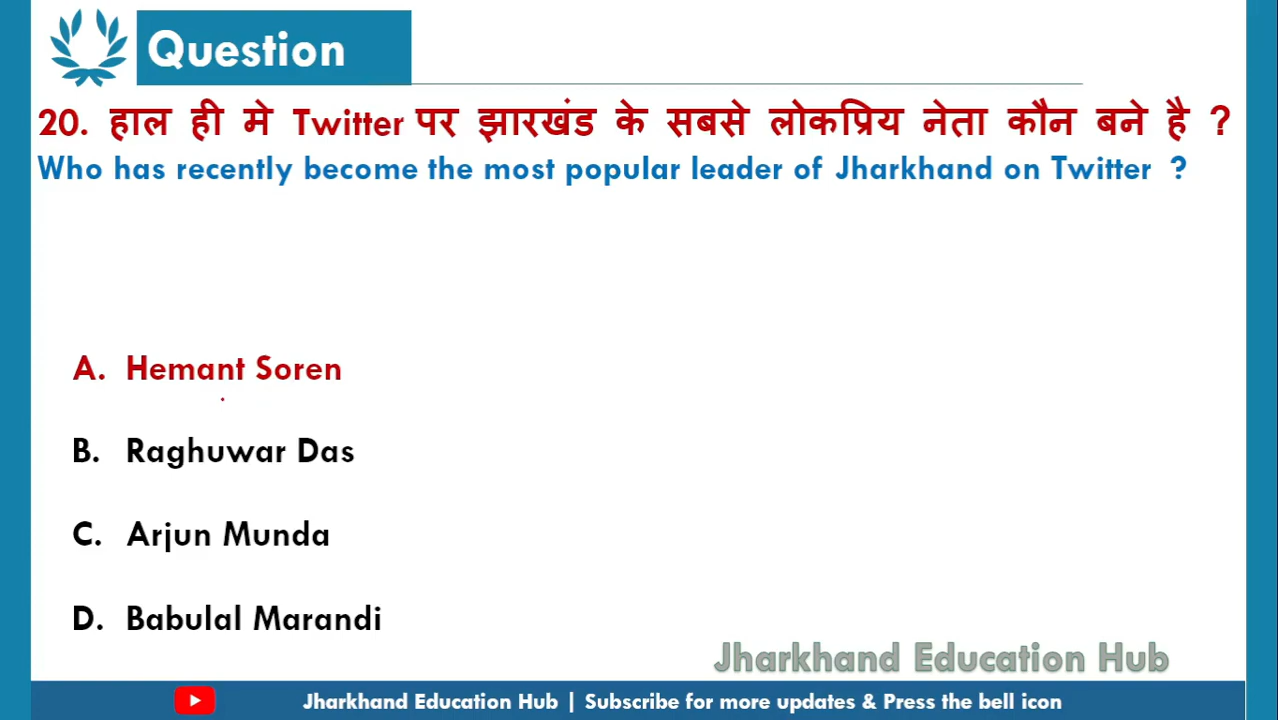 Question
20. हाल ही मे Twitter पर झारखंड के सबसे लोकप्रिय नेता कौन बने है ?
Who has recently become the most popular leader of Jharkhand on Twitter ?
A. Hemant Soren
B. Raghuwar Das
C. Arjun Munda
D. Babulal Marandi
Jharkhand Education Hub
Jharkhand Education Hub | Subscribe for more updates & Press the bell icon